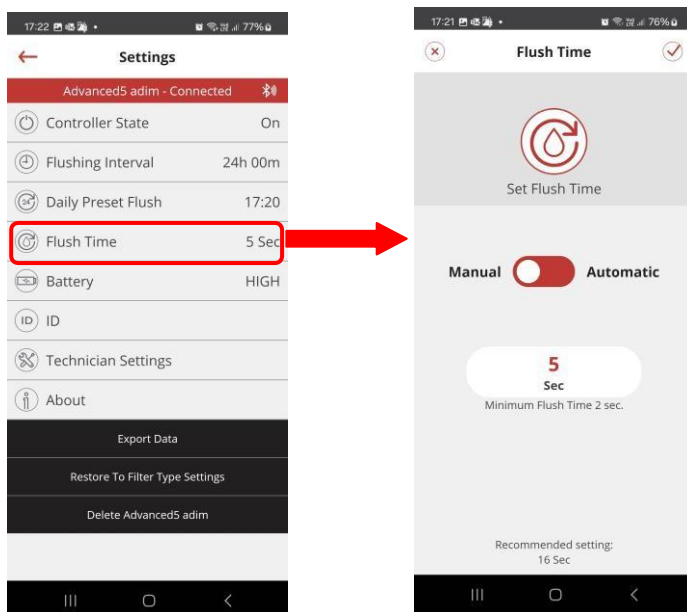 17:22
77%
Settings
Advanced5 adim - Connected
Controller State On
Flushing Interval 24h 00m
24 Daily Preset Flush 17:20
Flush Time 5 Sec
Battery HIGH
ID ID
Technician Settings
About
Export Data
Restore To Filter Type Settings
Delete Advanced5 adim
17:21
76%
Flush Time
Set Flush Time
Manual Automatic
5
Sec
Minimum Flush Time 2 sec.
Recommended setting:
16 Sec